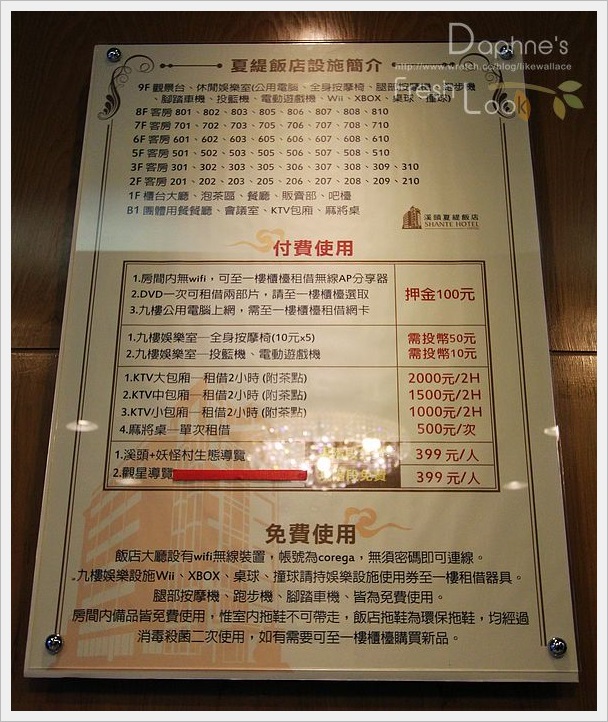 Daphne's
http://www.wretch.cc/blog/likewallace
Fresh Look
夏緹飯店設施簡介
9F 觀景台、休閒娛樂室(公用電腦、全身按摩椅、腿部按摩機、跑步機
、腳踏車機、投籃機、電動遊戲機、Wii、XBOX、桌球、撞球)
8F 客房 801、802、803、805、806、807、808、810
7F 客房 701、702、703、705、706、707、708、710
6F 客房 601、602、603、605、606、607、608、610
5F 客房 501、502、503、505、506、507、508、510
3F 客房 301、302、303、305、306、307、308、309、310
2F 客房 201、202、203、205、206、207、208、209、210
1F 櫃台大廳、泡茶區、餐廳、販賣部、吧檯
B1 團體用餐餐廳、會議室、KTV包廂、麻將桌
溪頭夏緹飯店
SHANTE HOTEL
付費使用
1.房間內無wifi，可至一樓櫃檯租借無線AP分享器
2.DVD一次可租借兩部片，請至一樓櫃檯選取
3.九樓公用電腦上網，需至一樓櫃檯租借網卡
押金100元
1.九樓娛樂室─全身按摩椅(10元x5) 需投幣50元
2.九樓娛樂室─投籃機、電動遊戲機 需投幣10元
1.KTV大包廂─租借2小時 (附茶點) 2000元/2H
2.KTV中包廂─租借2小時 (附茶點) 1500元/2H
3.KTV小包廂─租借2小時 (附茶點) 1000元/2H
4.麻將桌─單次租借 500元/次
1.溪頭+妖怪村生態導覽 399元/人
2.觀星導覽 399元/人
免費使用
飯店大廳設有wifi無線裝置，帳號為corega，無須密碼即可連線。
九樓娛樂設施Wii、XBOX、桌球、撞球請持娛樂設施使用券至一樓租借器具。
腿部按摩機、跑步機、腳踏車機、皆為免費使用。
房間內備品皆免費使用，惟室內拖鞋不可帶走，飯店拖鞋為環保拖鞋，均經過
消毒殺菌二次使用，如有需要可至一樓櫃檯購買新品。